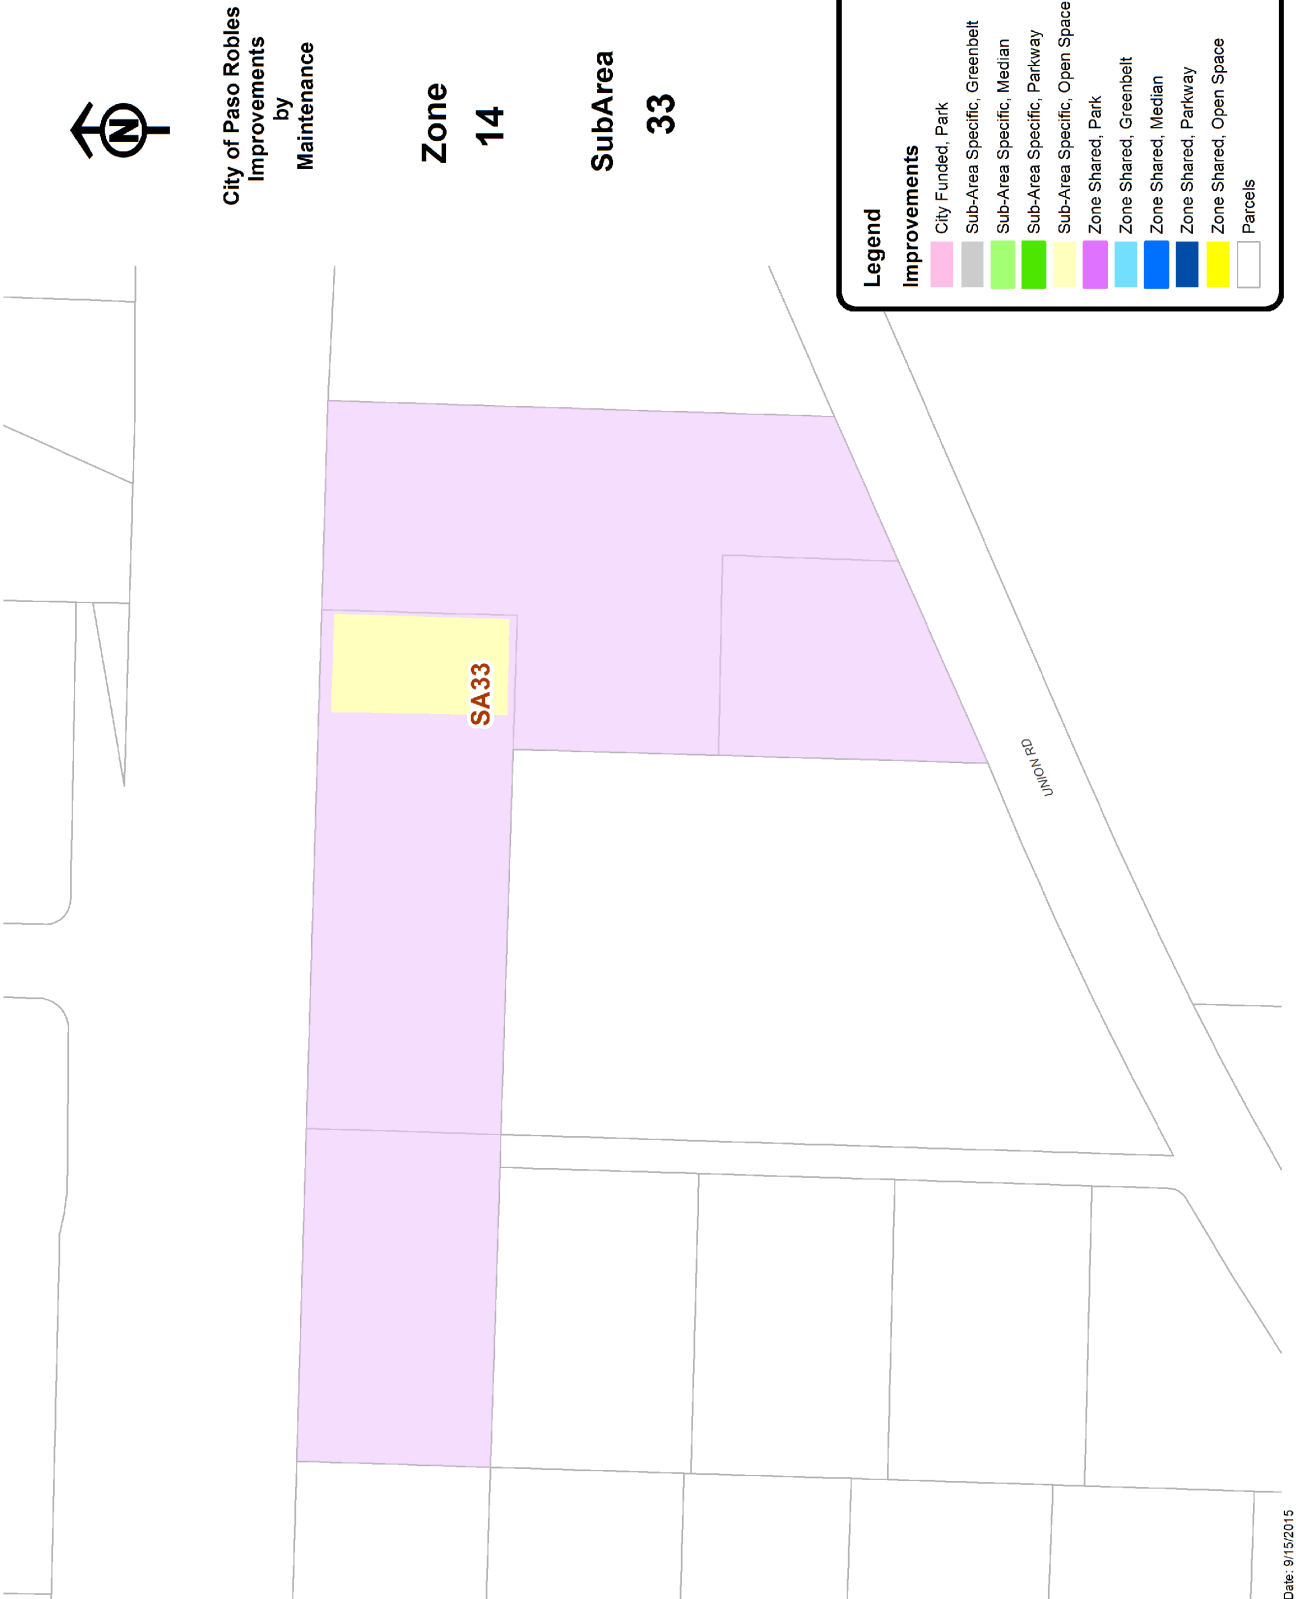 N
City of Paso Robles
Improvements
by
Maintenance
Zone
14
SubArea
33
SA33
UNION RD
Legend
Improvements
City Funded, Park
Sub-Area Specific, Greenbelt
Sub-Area Specific, Median
Sub-Area Specific, Parkway
Sub-Area Specific, Open Space
Zone Shared, Park
Zone Shared, Greenbelt
Zone Shared, Median
Zone Shared, Parkway
Zone Shared, Open Space
Parcels
Date: 9/15/2015